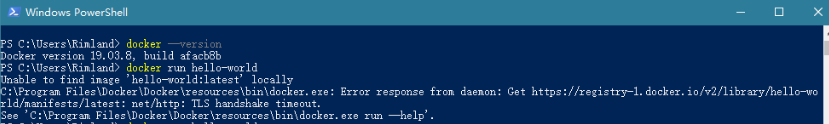 Windows PowerShell
PS C:\Users\Rimland> docker --version
Docker version 19.03.8, build afacb8b
PS C:\Users\Rimland> docker run hello-world
Unable to find image 'hello-world:latest' locally
C:\Program Files\Docker\Docker\resources\bin\docker.exe: Error response from daemon: Get https://registry-1.docker.io/v2/library/hello-wo
rld/manifests/latest: net/http: TLS handshake timeout.
See 'C:\Program Files\Docker\Docker\resources\bin\docker.exe run --help'.